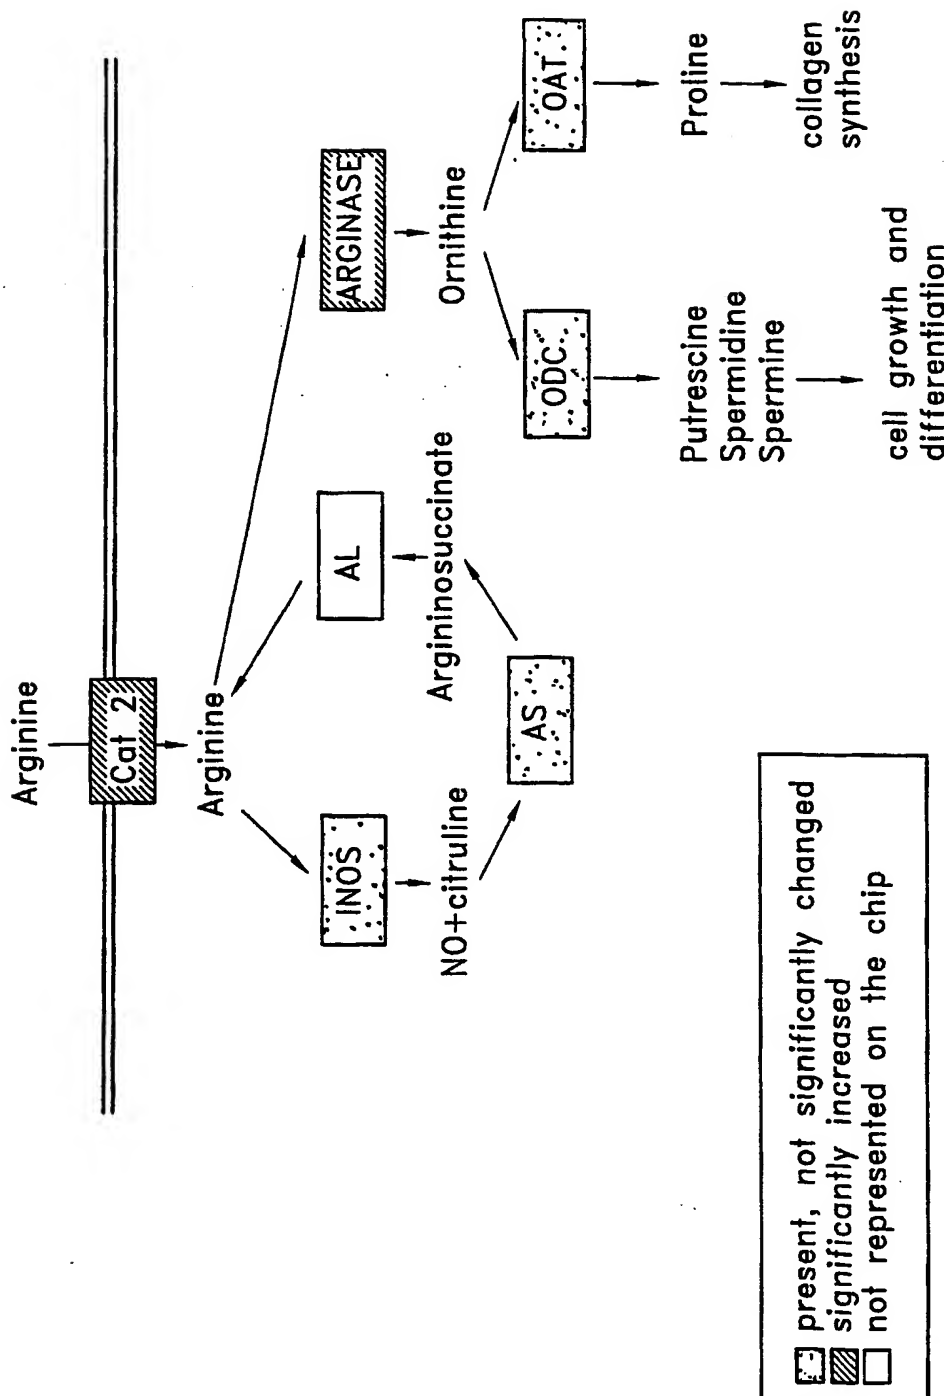 Arginine
Cat 2
Arginine
INOS
AL
ARGINASE
NO+citruline
Argininosuccinate
Ornithine
AS
ODC
OAT
Putrescine
Spermidine
Spermine
Proline
cell growth and
differentiation
collagen
synthesis
present, not significantly changed
significantly increased
not represented on the chip